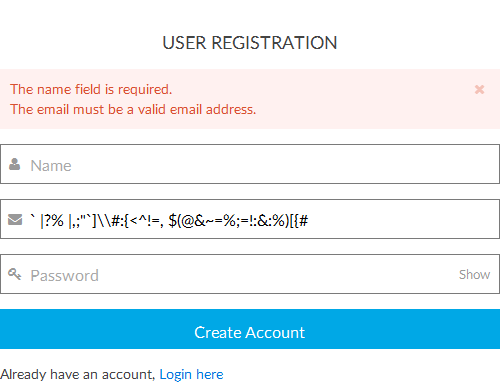 USER REGISTRATION
The name field is required.
The email must be a valid email address.
Name
` |?% |,;"`]\\#:{<^!=, $(@&~=%;=!:&:%)[{#
Password Show
Create Account
Already have an account, Login here